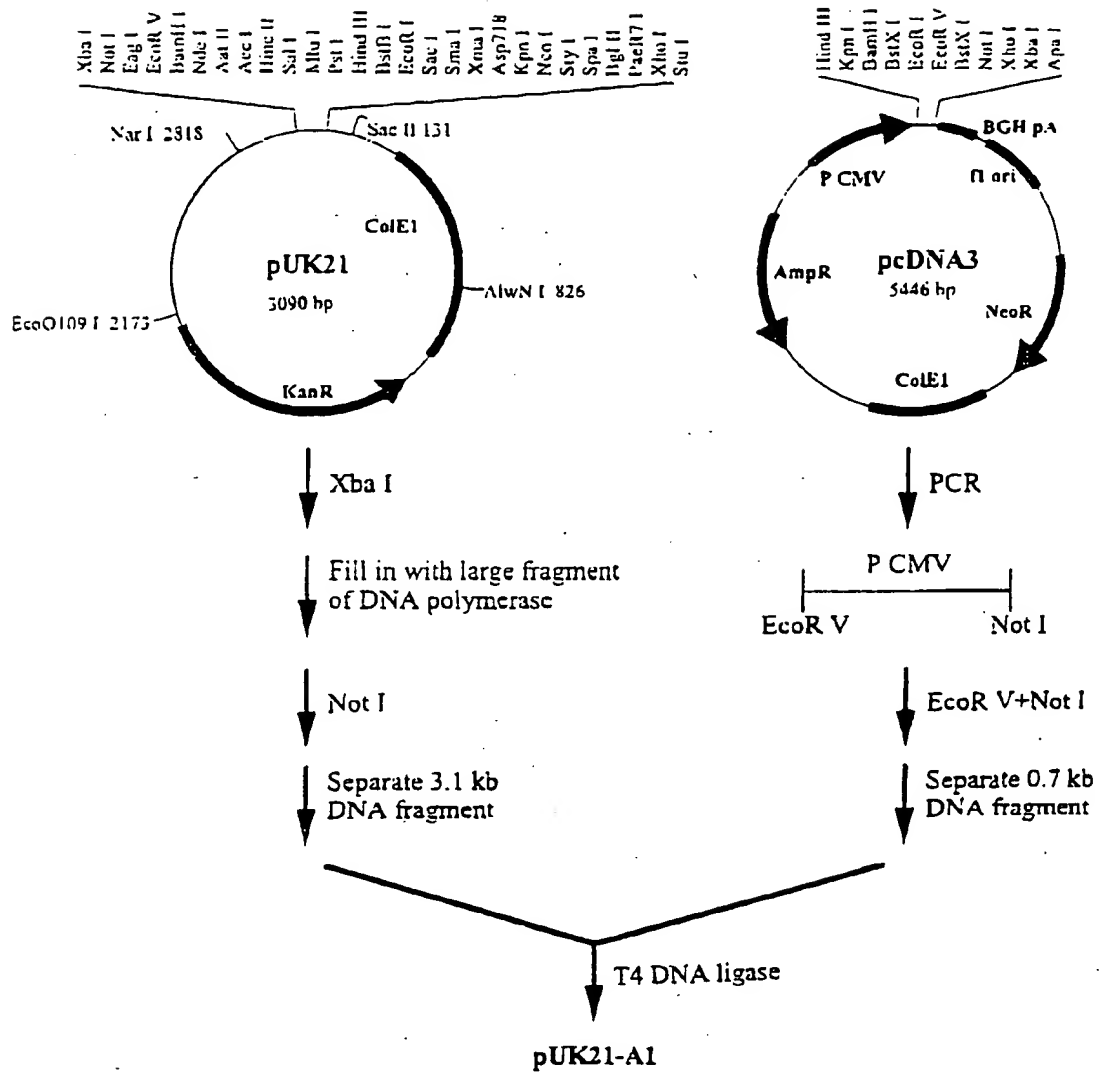 Xba I
Not I
Eag I
EcoR V
BamH I
Nde I
Aat II
Acc I
Hinc II
Sal I
Mlu I
Pst I
Hind III
BstB I
EcoR I
Sac I
Sma I
Xma I
Asp718
Kpn I
Nco I
Sty I
Spa I
Bgl II
PaeR7 I
Xho I
Stu I
Hind III
Kpn I
BamH I
BstX I
EcoR I
EcoR V
BstX I
Not I
Xho I
Xba I
Apa I
Nar I 2818
Sac II 131
ColE1
pUK21
3090 bp
AlwN I 826
EcoO109 I 2173
KanR
BGH pA
P CMV
f1 ori
AmpR
pcDNA3
5446 bp
NeoR
ColE1
Xba I
PCR
Fill in with large fragment
of DNA polymerase
P CMV
EcoR V
Not I
Not I
EcoR V+Not I
Separate 3.1 kb
DNA fragment
Separate 0.7 kb
DNA fragment
T4 DNA ligase
pUK21-A1